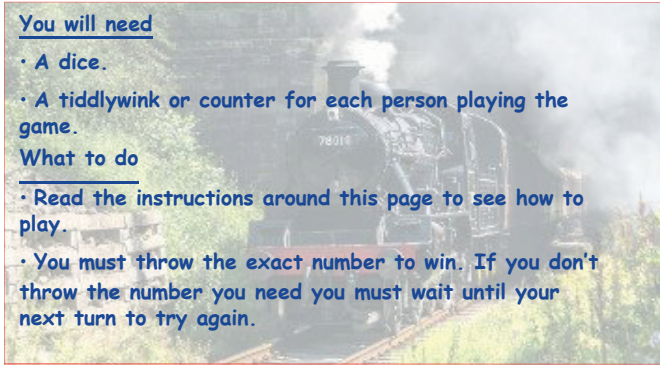 You will need
• A dice.
• A tiddlywink or counter for each person playing the
game.
What to do
• Read the instructions around this page to see how to
play.
• You must throw the exact number to win. If you don't
throw the number you need you must wait until your
next turn to try again.